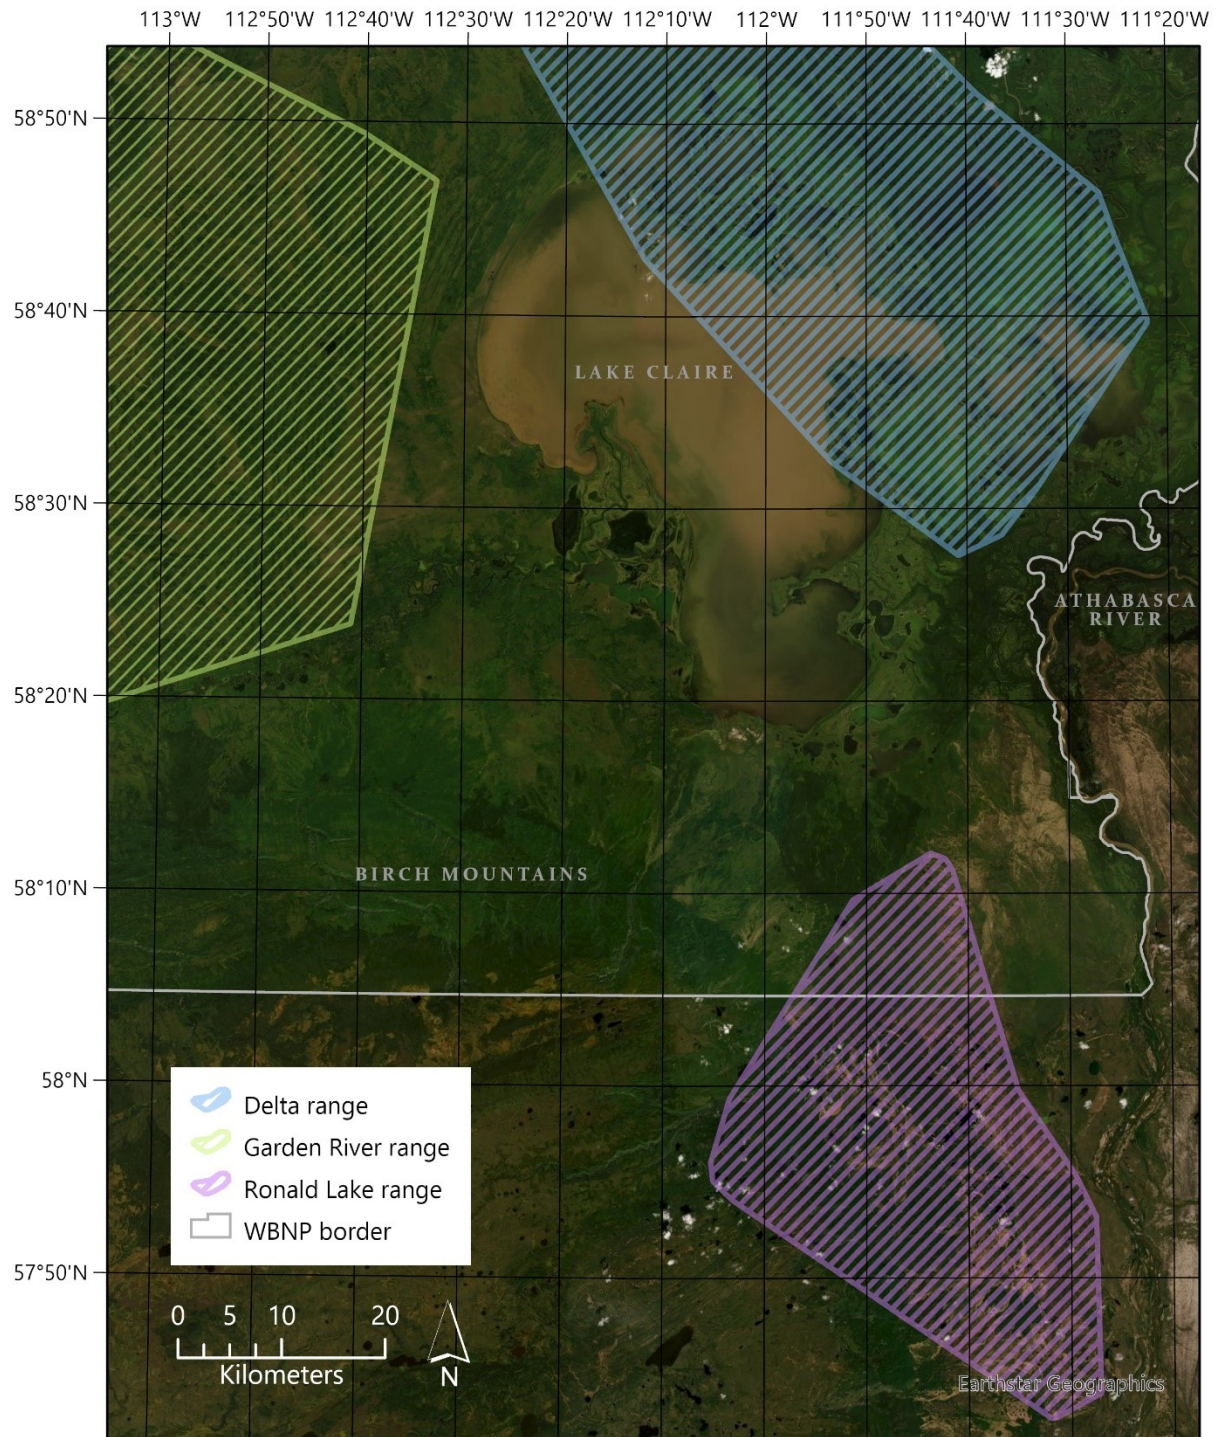 113°W 112°50'W 112°40'W 112°30'W 112°20'W 112°10'W 112°W 111°50'W 111°40'W 111°30'W 111°20'W
58°50'N
58°40'N
LAKE CLAIRE
58°30'N
ATHABASCA
RIVER
58°20'N
58°10'N
BIRCH MOUNTAINS
58°N
Delta range
Garden River range
Ronald Lake range
WBNP border
57°50'N
0 5 10 20
Kilometers
N
Earthstar Geographics